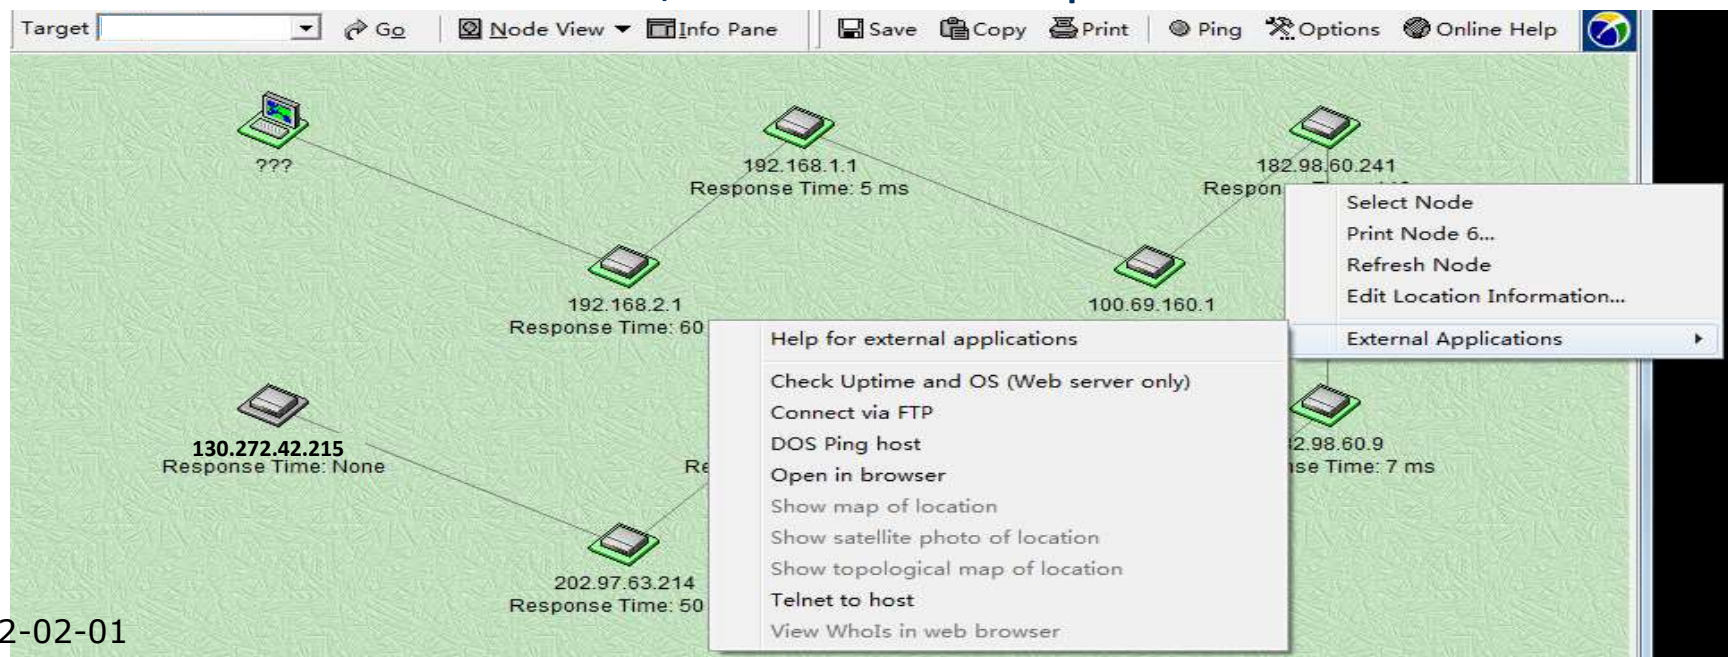 Target Go Node View Info Pane Save Copy Print Ping Options Online Help
???
192.168.1.1
Response Time: 5 ms
182.98.60.241
192.168.2.1
Response Time: 60
100.69.160.1
Select Node
Print Node 6...
Refresh Node
Edit Location Information...
External Applications
Help for external applications
Check Uptime and OS (Web server only)
Connect via FTP
DOS Ping host
Open in browser
Show map of location
Show satellite photo of location
Show topological map of location
Telnet to host
View WhoIs in web browser
130.272.42.215
Response Time: None
2.98.60.9
Time: 7 ms
202.97.63.214
Response Time: 50
2-02-01